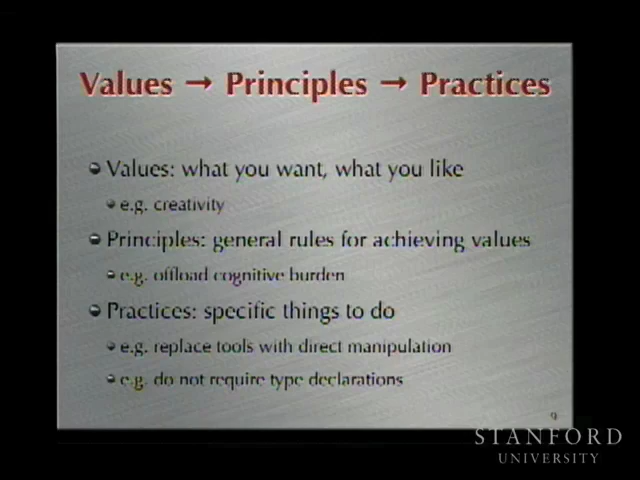 Values → Principles → Practices
Values: what you want, what you like
e.g. creativity
Principles: general rules for achieving values
e.g. offload cognitive burden
Practices: specific things to do
e.g. replace tools with direct manipulation
e.g. do not require type declarations
9
STANFORD
UNIVERSITY